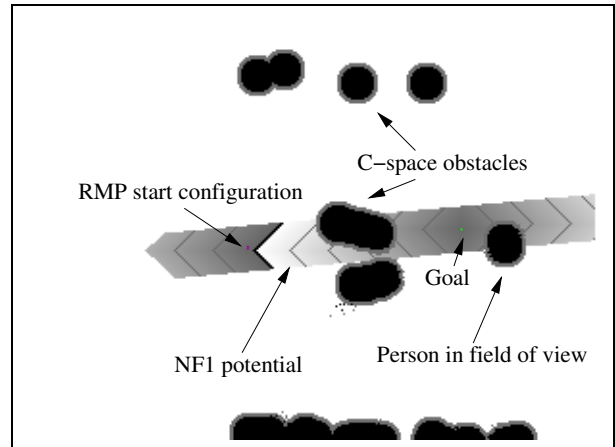 C−space obstacles
RMP start configuration
Goal
NF1 potential
Person in field of view